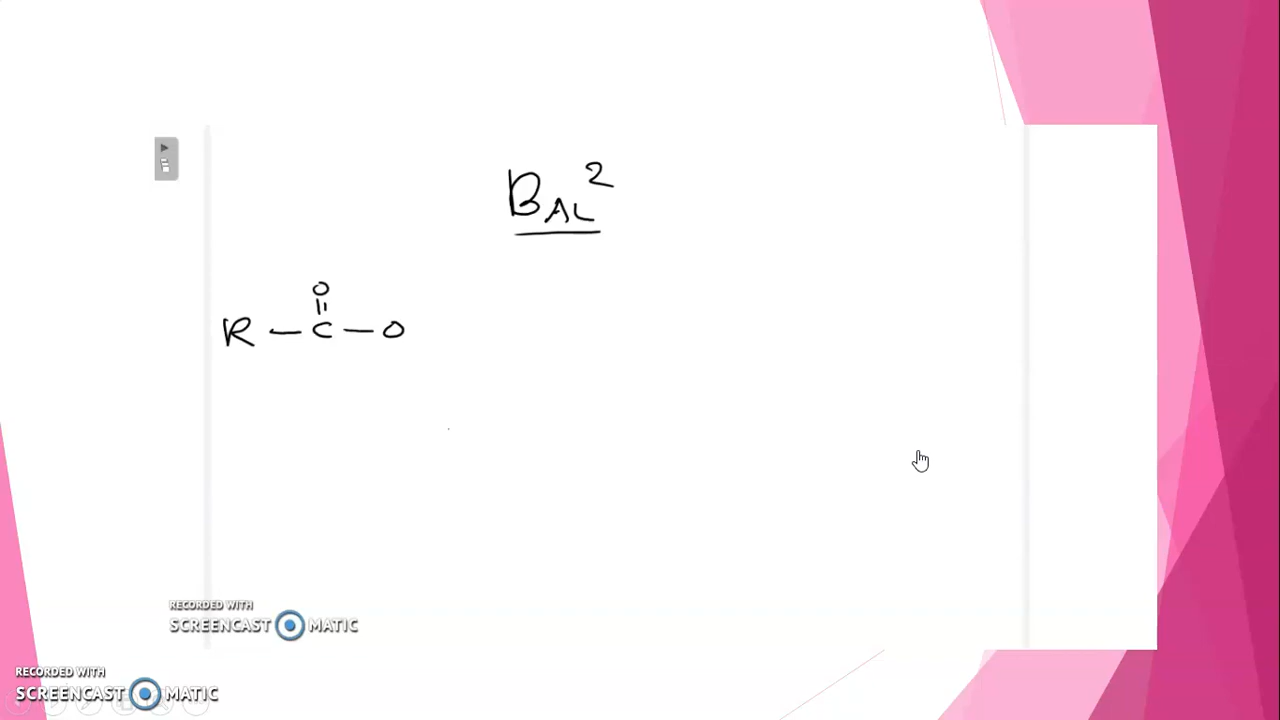 BAL²
O
||
R — C — O
RECORDED WITH
SCREENCAST MATIC
RECORDED WITH
SCREENCAST MATIC